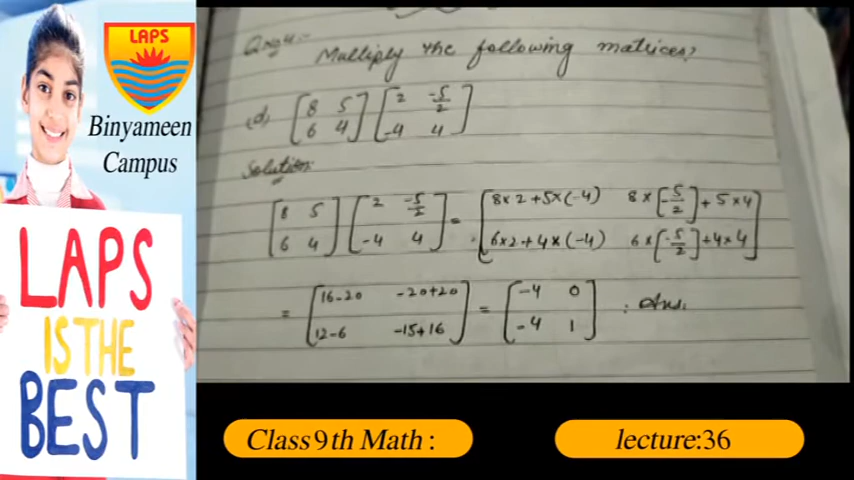 LAPS
Binyameen
Campus
LAPS
IS THE
BEST
Qno4:-
Multiply the following matrices?
(d) [8 5 6 4] [2 -5/2 -4 4]
Solution:
[8 5 6 4] [2 -5/2 -4 4] = [8×2+5×(-4) 8×[-5/2]+5×4 6×2+4×(-4) 6×[-5/2]+4×4]
= [16-20 -20+20 12-6 -15+16] = [-4 0 -4 1] : Ans.
Class 9th Math :
lecture:36